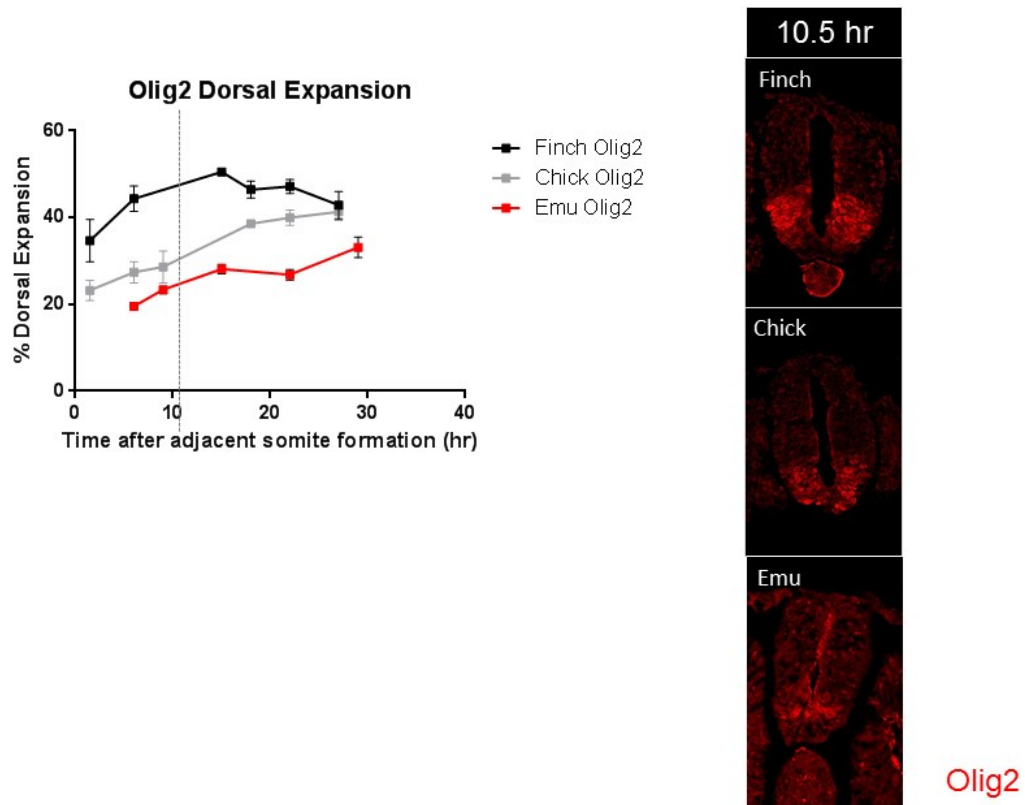 Olig2 Dorsal Expansion
60
40
20
0
% Dorsal Expansion
0 10 20 30 40
Time after adjacent somite formation (hr)
Finch Olig2
Chick Olig2
Emu Olig2
10.5 hr
Finch
Chick
Emu
Olig2